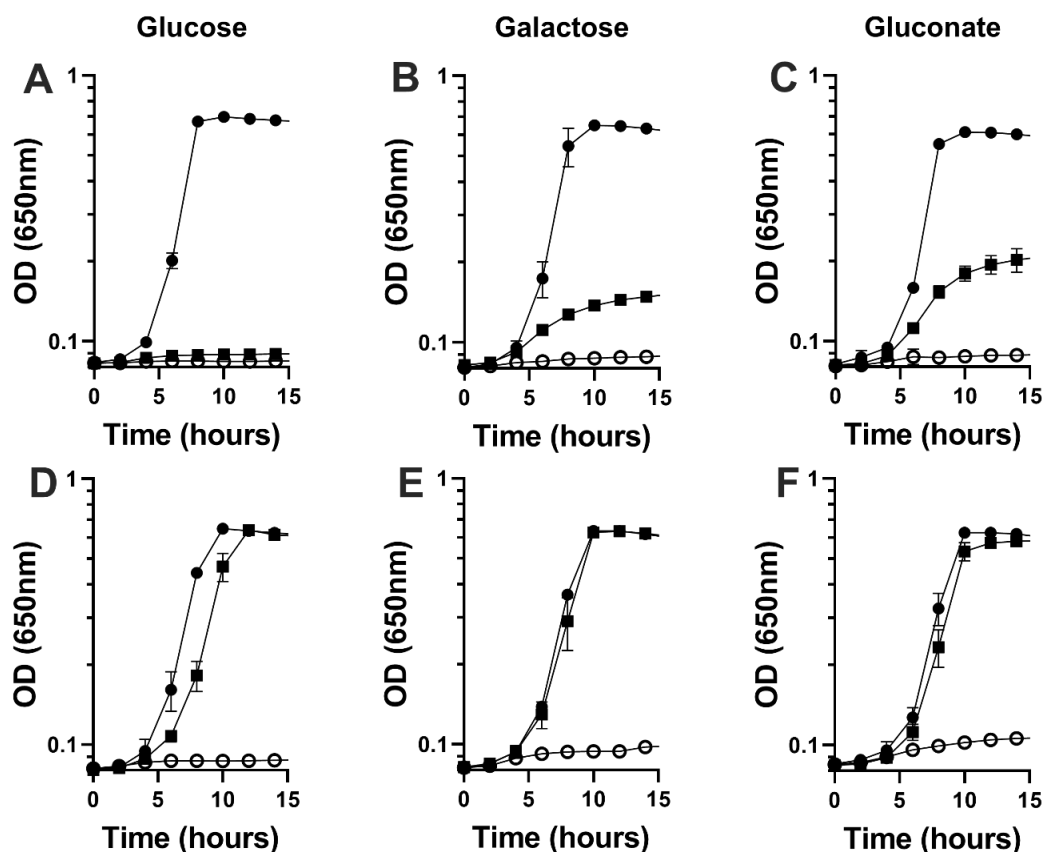 Glucose Galactose Gluconate
A B C
1 1 1
OD (650nm) OD (650nm) OD (650nm)
0.1 0.1 0.1
0 5 10 15 0 5 10 15 0 5 10 15
Time (hours) Time (hours) Time (hours)
D E F
1 1 1
OD (650nm) OD (650nm) OD (650nm)
0.1 0.1 0.1
0 5 10 15 0 5 10 15 0 5 10 15
Time (hours) Time (hours) Time (hours)